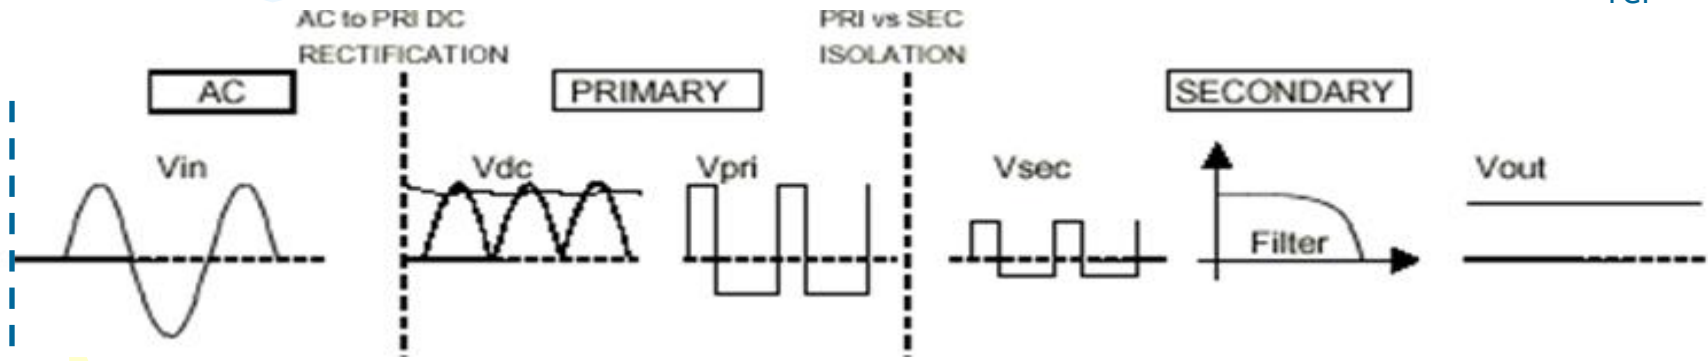 AC to PRI DC
RECTIFICATION
PRI vs SEC
ISOLATION
AC
PRIMARY
SECONDARY
Vin
Vdc
Vpri
Vsec
Filter
Vout